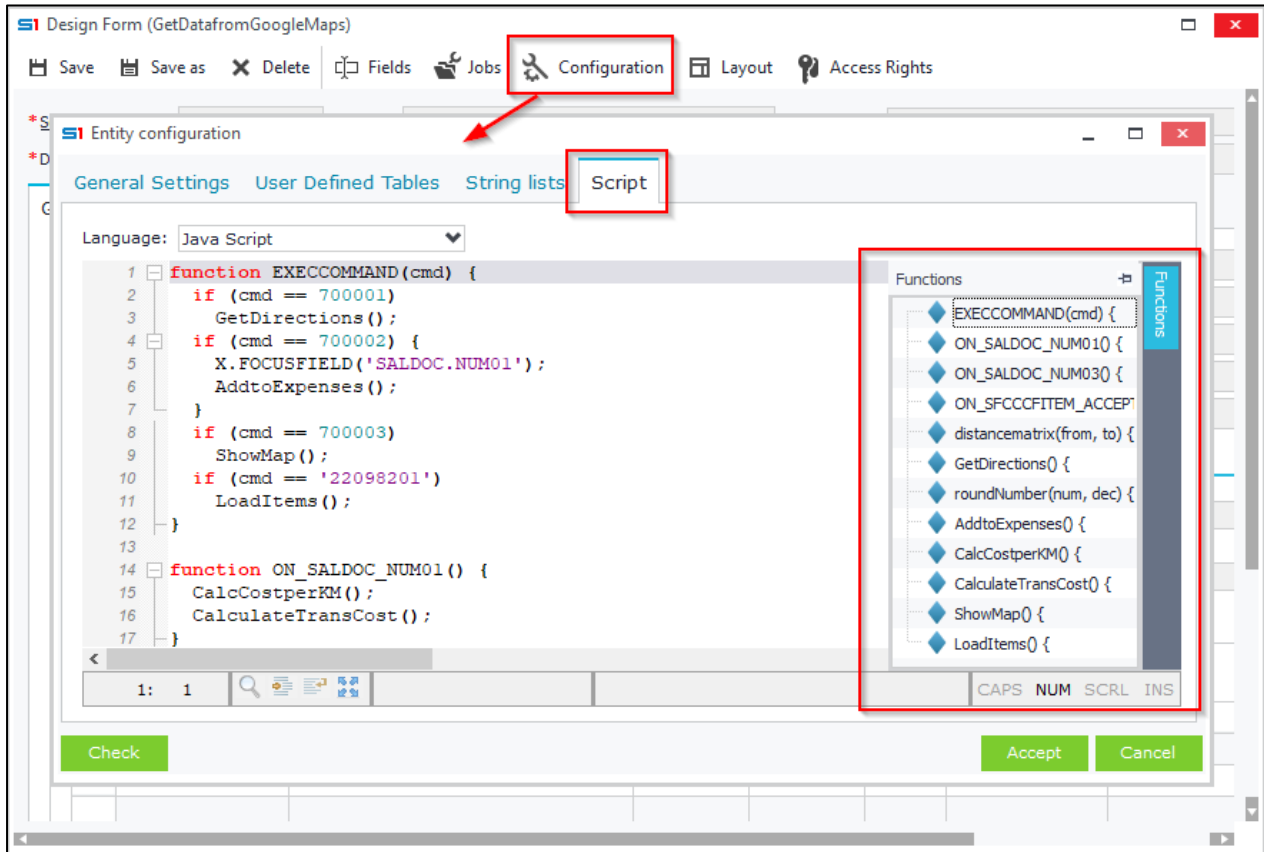 S1 Design Form (GetDatafromGoogleMaps)
Save Save as Delete Fields Jobs Configuration Layout Access Rights
*S
S1 Entity configuration
*D
General Settings User Defined Tables String lists Script
G
Language: Java Script
1 function EXECCOMMAND(cmd) {
2 if (cmd == 700001)
3 GetDirections();
4 if (cmd == 700002) {
5 X.FOCUSFIELD('SALDOC.NUM01');
6 AddtoExpenses();
7 }
8 if (cmd == 700003)
9 ShowMap();
10 if (cmd == '22098201')
11 LoadItems();
12 }
13
14 function ON_SALDOC_NUM01() {
15 CalcCostperKM();
16 CalculateTransCost();
17 }
Functions
Functions
EXECCOMMAND(cmd) {
ON_SALDOC_NUM01() {
ON_SALDOC_NUM03() {
ON_SFCCCFITEM_ACCEPT
distancematrix(from, to) {
GetDirections() {
roundNumber(num, dec) {
AddtoExpenses() {
CalcCostperKM() {
CalculateTransCost() {
ShowMap() {
LoadItems() {
1: 1 CAPS NUM SCRL INS
Check Accept Cancel